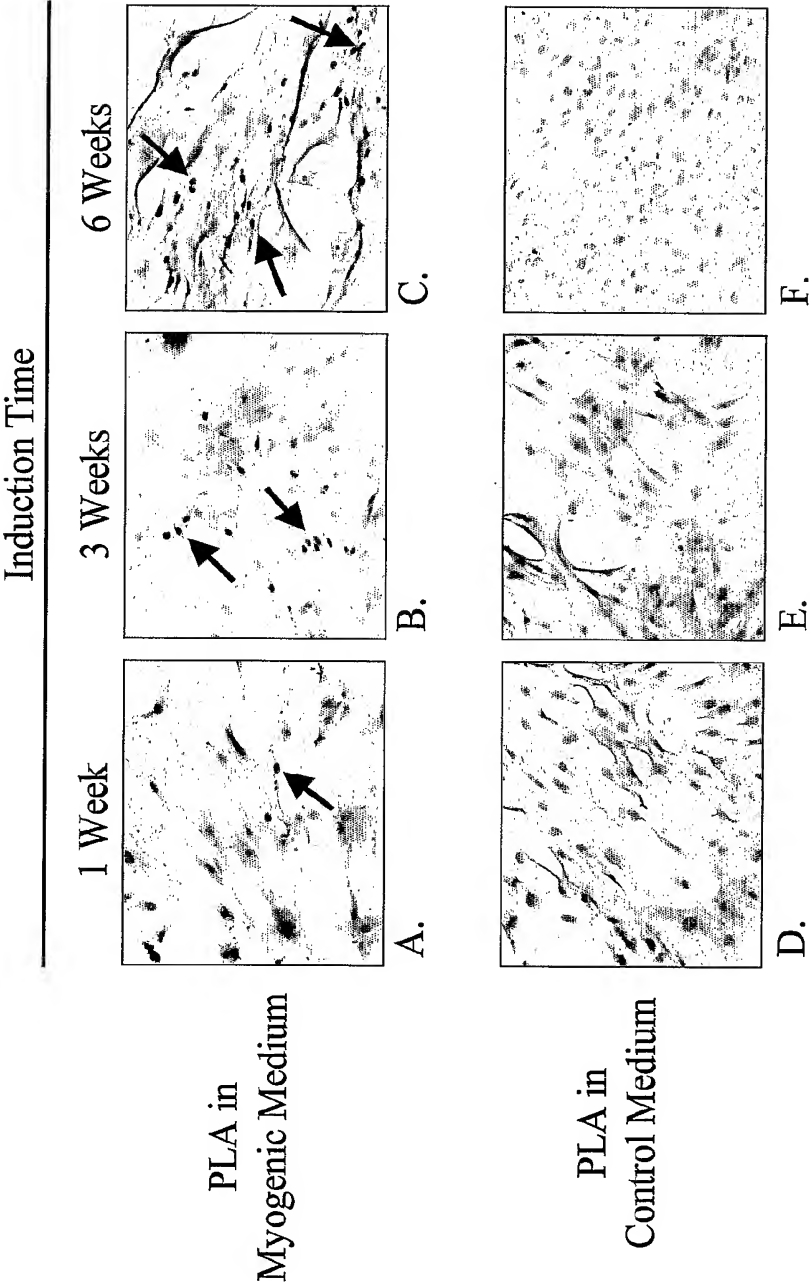 Induction Time
1 Week
3 Weeks
6 Weeks
PLA in
Myogenic Medium
A.
B.
C.
PLA in
Control Medium
D.
E.
F.